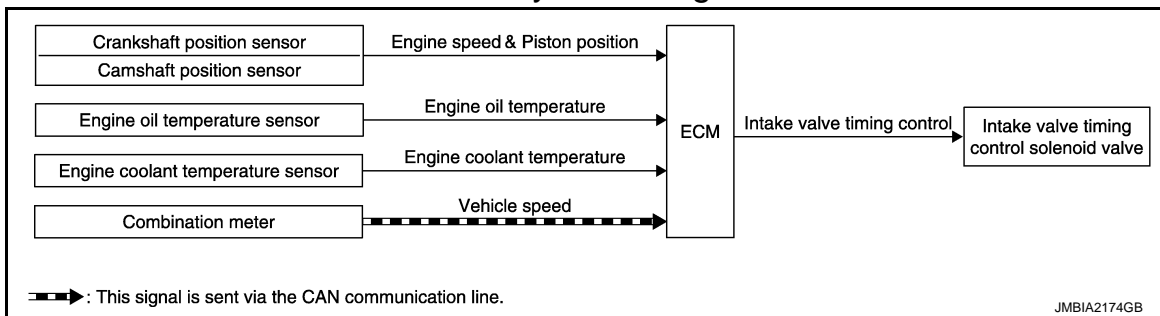 Crankshaft position sensor
Camshaft position sensor
Engine speed & Piston position
Engine oil temperature sensor
Engine oil temperature
Engine coolant temperature sensor
Engine coolant temperature
Combination meter
Vehicle speed
ECM
Intake valve timing control
Intake valve timing
control solenoid valve
: This signal is sent via the CAN communication line.
JMBIA2174GB